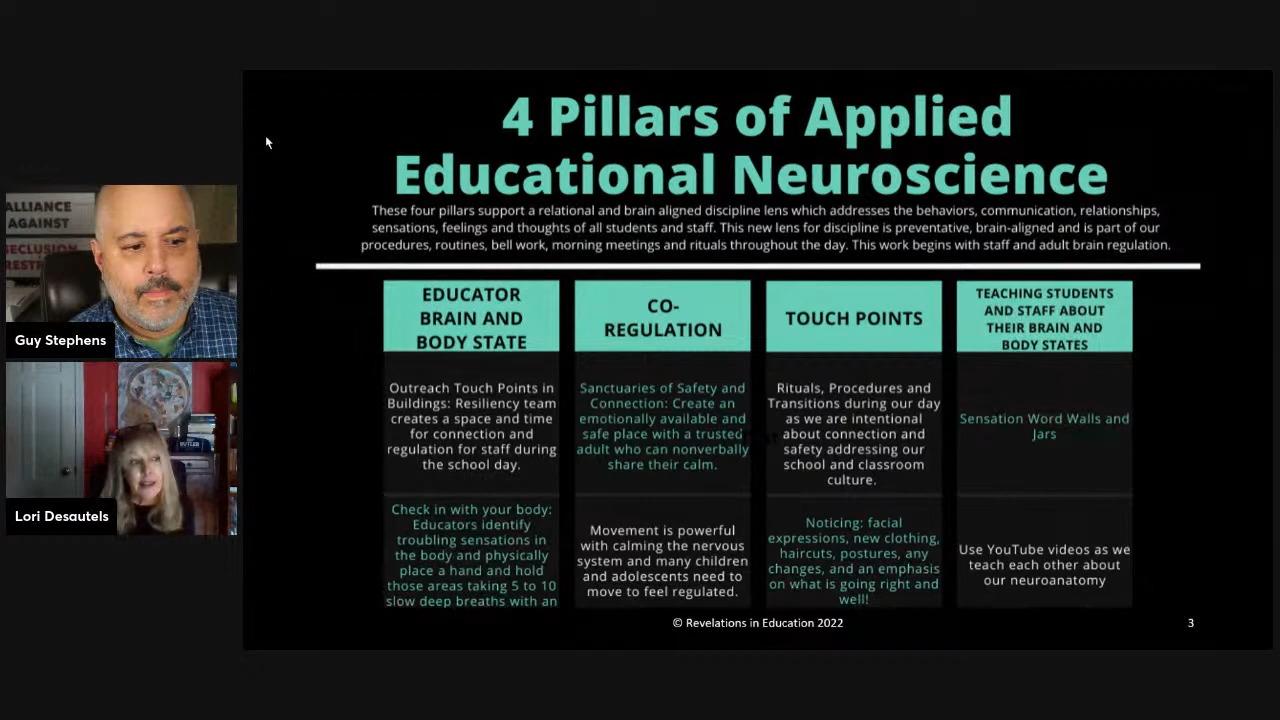 4 Pillars of Applied
Educational Neuroscience
These four pillars support a relational and brain aligned discipline lens which addresses the behaviors, communication, relationships,
sensations, feelings and thoughts of all students and staff. This new lens for discipline is preventative, brain-aligned and is part of our
procedures, routines, bell work, morning meetings and rituals throughout the day. This work begins with staff and adult brain regulation.
EDUCATOR
BRAIN AND
BODY STATE
Outreach Touch Points in
Buildings: Resiliency team
creates a space and time
for connection and
regulation for staff during
the school day.
Check in with your body:
Educators identify
troubling sensations in
the body and physically
place a hand and hold
those areas taking 5 to 10
slow deep breaths with an
CO-
REGULATION
Sanctuaries of Safety and
Connection: Create an
emotionally available and
safe place with a trusted
adult who can nonverbally
share their calm.
Movement is powerful
with calming the nervous
system and many children
and adolescents need to
move to feel regulated.
TOUCH POINTS
Rituals, Procedures and
Transitions during our day
as we are intentional
about connection and
safety addressing our
school and classroom
culture.
Noticing: facial
expressions, new clothing,
haircuts, postures, any
changes, and an emphasis
on what is going right and
well!
TEACHING STUDENTS
AND STAFF ABOUT
THEIR BRAIN AND
BODY STATES
Sensation Word Walls and
Jars
Use YouTube videos as we
teach each other about
our neuroanatomy
© Revelations in Education 2022
3
ALLIANCE
AGAINST
Guy Stephens
BUTLER
Lori Desautels